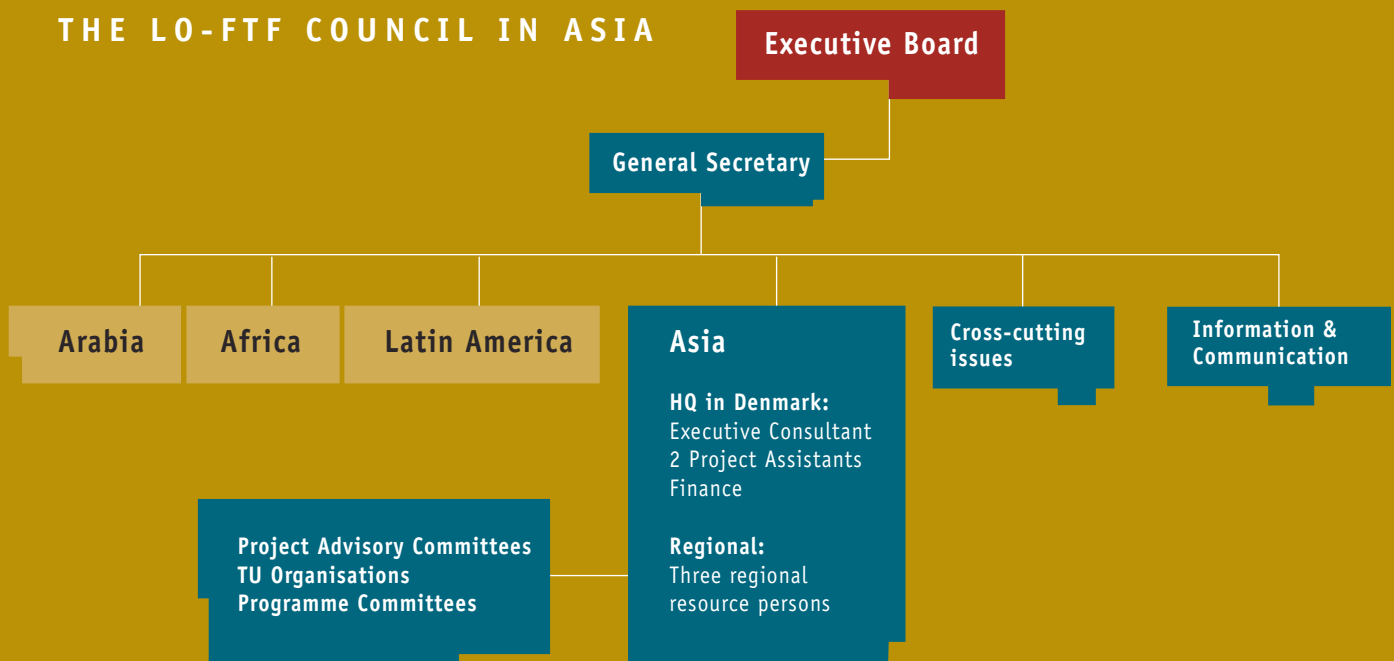 THE LO-FTF COUNCIL IN ASIA
Executive Board
General Secretary
Arabia
Africa
Latin America
Asia
HQ in Denmark:
Executive Consultant
2 Project Assistants
Finance
Regional:
Three regional
resource persons
Cross-cutting
issues
Information &
Communication
Project Advisory Committees
TU Organisations
Programme Committees